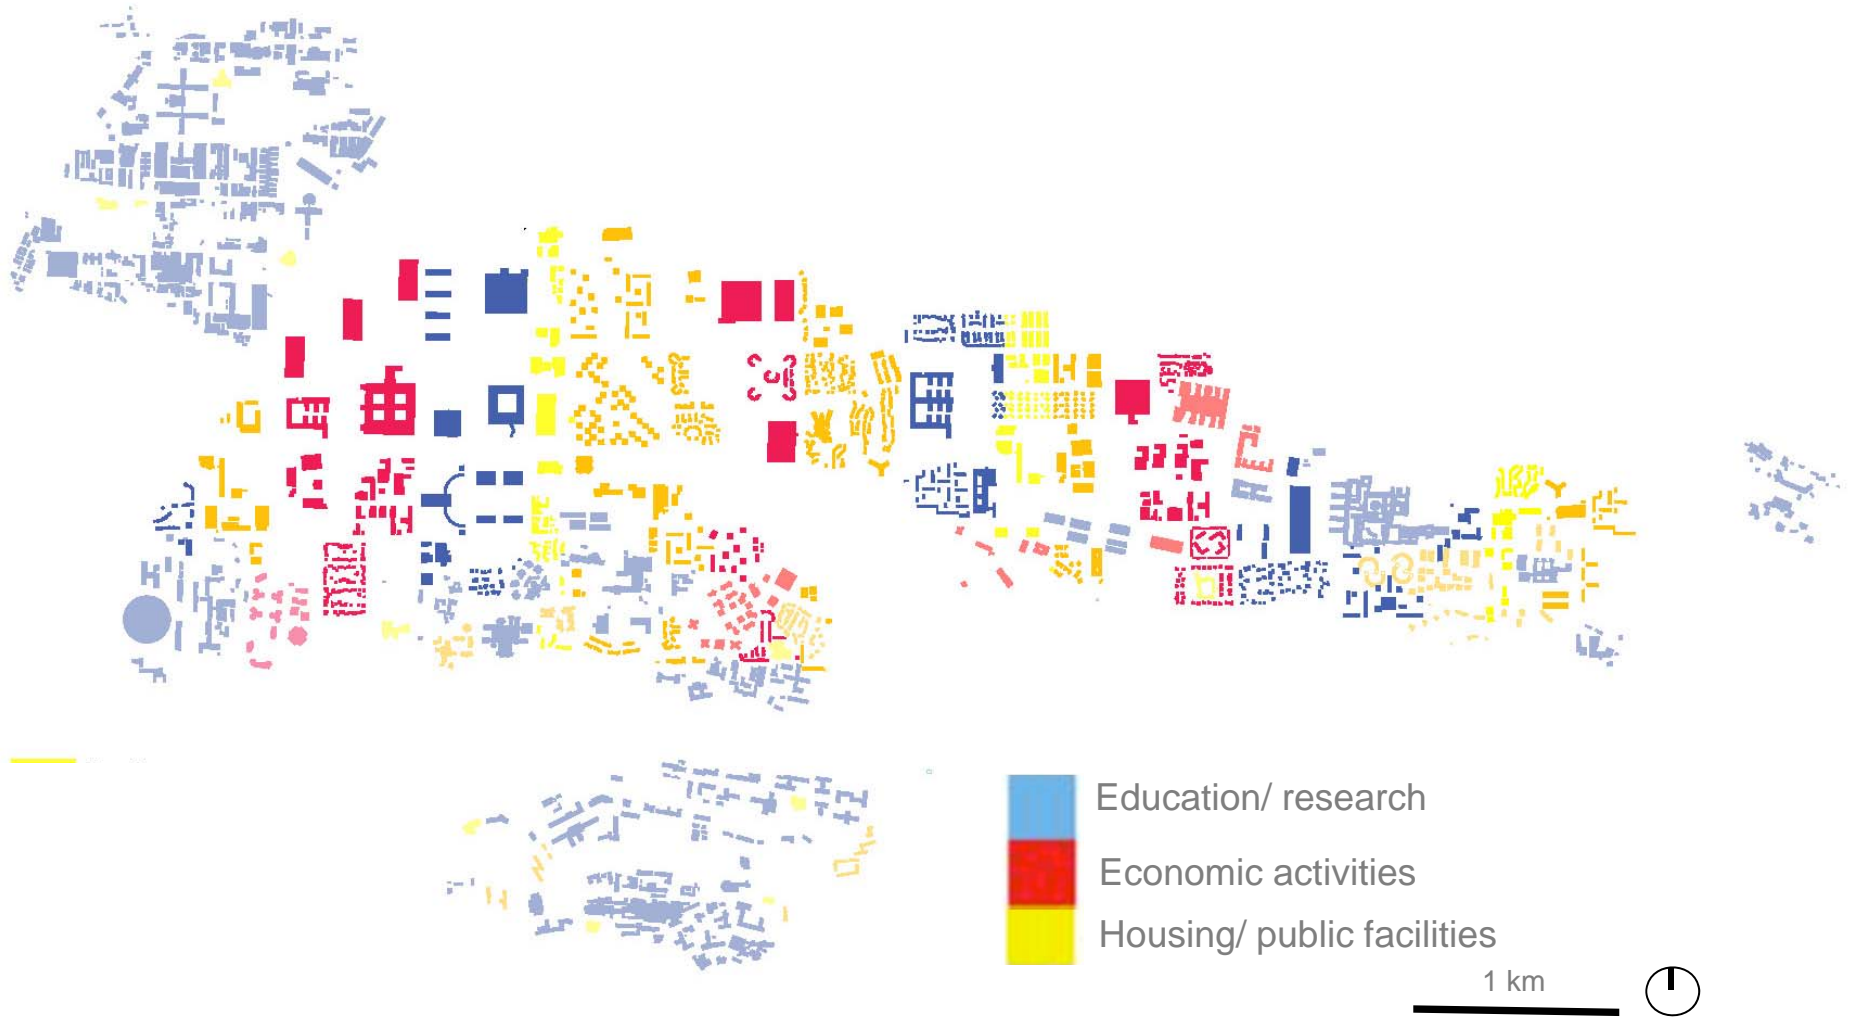 Education/ research
Economic activities
Housing/ public facilities
1 km